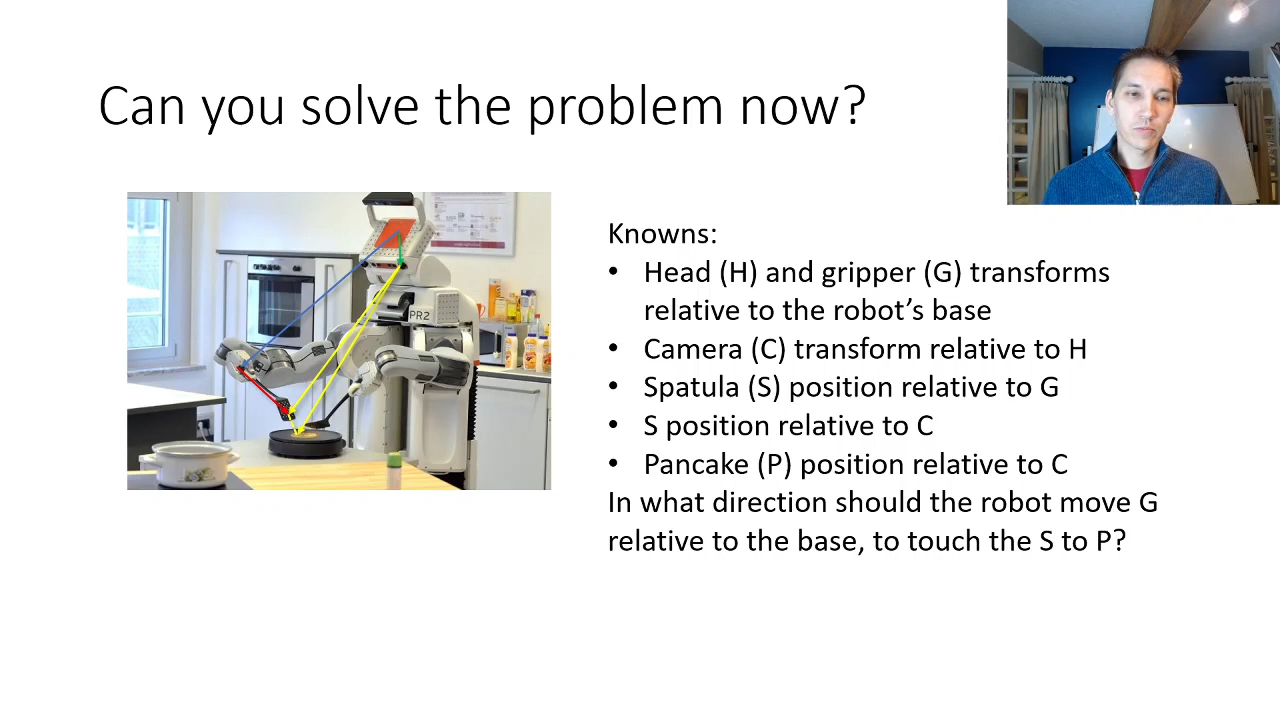 Can you solve the problem now?
PR2
Knowns:
• Head (H) and gripper (G) transforms
relative to the robot’s base
• Camera (C) transform relative to H
• Spatula (S) position relative to G
• S position relative to C
• Pancake (P) position relative to C
In what direction should the robot move G
relative to the base, to touch the S to P?